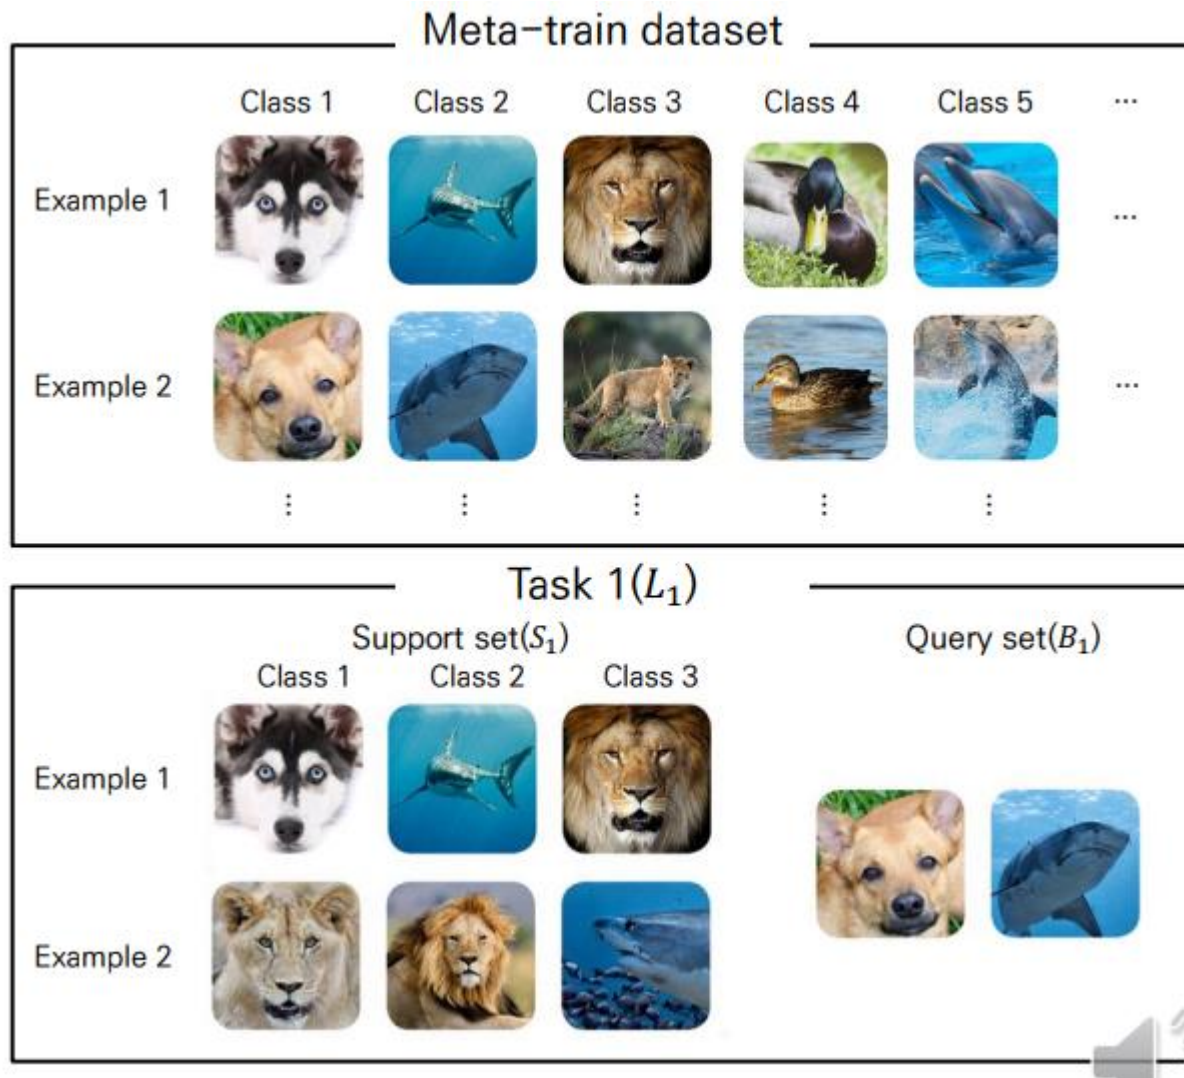 Meta-train dataset
Class 1 Class 2 Class 3 Class 4 Class 5 ...
Example 1 ...
Example 2 ...
⋮ ⋮ ⋮ ⋮ ⋮
Task 1(L₁)
Support set(S₁) Query set(B₁)
Class 1 Class 2 Class 3
Example 1
Example 2